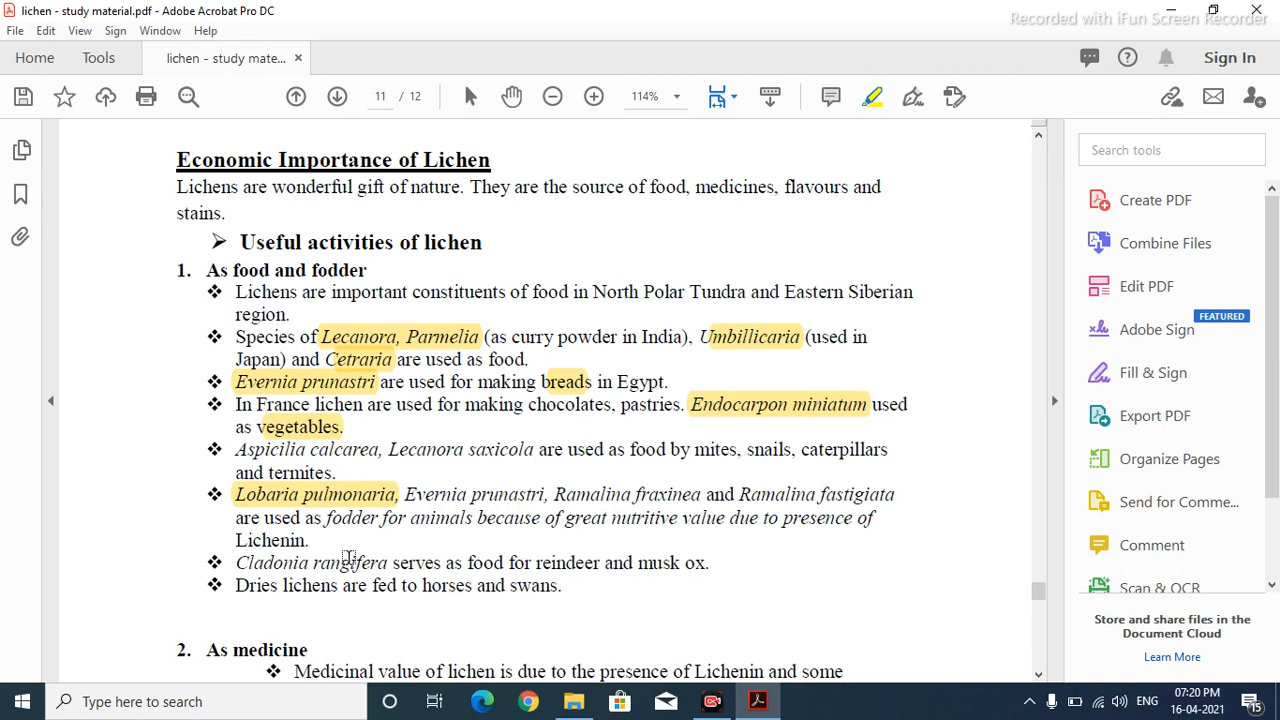 lichen - study material.pdf - Adobe Acrobat Pro DC
Recorded with iFun Screen Recorder
File Edit View Sign Window Help
Home Tools lichen - study mate... × Sign In
11 / 12 114%
Economic Importance of Lichen
Lichens are wonderful gift of nature. They are the source of food, medicines, flavours and
stains.
➢ Useful activities of lichen
1. As food and fodder
❖ Lichens are important constituents of food in North Polar Tundra and Eastern Siberian
region.
❖ Species of Lecanora, Parmelia (as curry powder in India), Umbillicaria (used in
Japan) and Cetraria are used as food.
❖ Evernia prunastri are used for making breads in Egypt.
❖ In France lichen are used for making chocolates, pastries. Endocarpon miniatum used
as vegetables.
❖ Aspicilia calcarea, Lecanora saxicola are used as food by mites, snails, caterpillars
and termites.
❖ Lobaria pulmonaria, Evernia prunastri, Ramalina fraxinea and Ramalina fastigiata
are used as fodder for animals because of great nutritive value due to presence of
Lichenin.
❖ Cladonia rangifera serves as food for reindeer and musk ox.
❖ Dries lichens are fed to horses and swans.
2. As medicine
❖ Medicinal value of lichen is due to the presence of Lichenin and some
Search tools
Create PDF
Combine Files
Edit PDF
FEATURED
Adobe Sign
Fill & Sign
Export PDF
Organize Pages
Send for Comme...
Comment
Scan & OCR
Store and share files in the
Document Cloud
Learn More
Type here to search
ENG
07:20 PM
16-04-2021
15